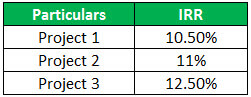 Particulars IRR
Project 1 10.50%
Project 2 11%
Project 3 12.50%